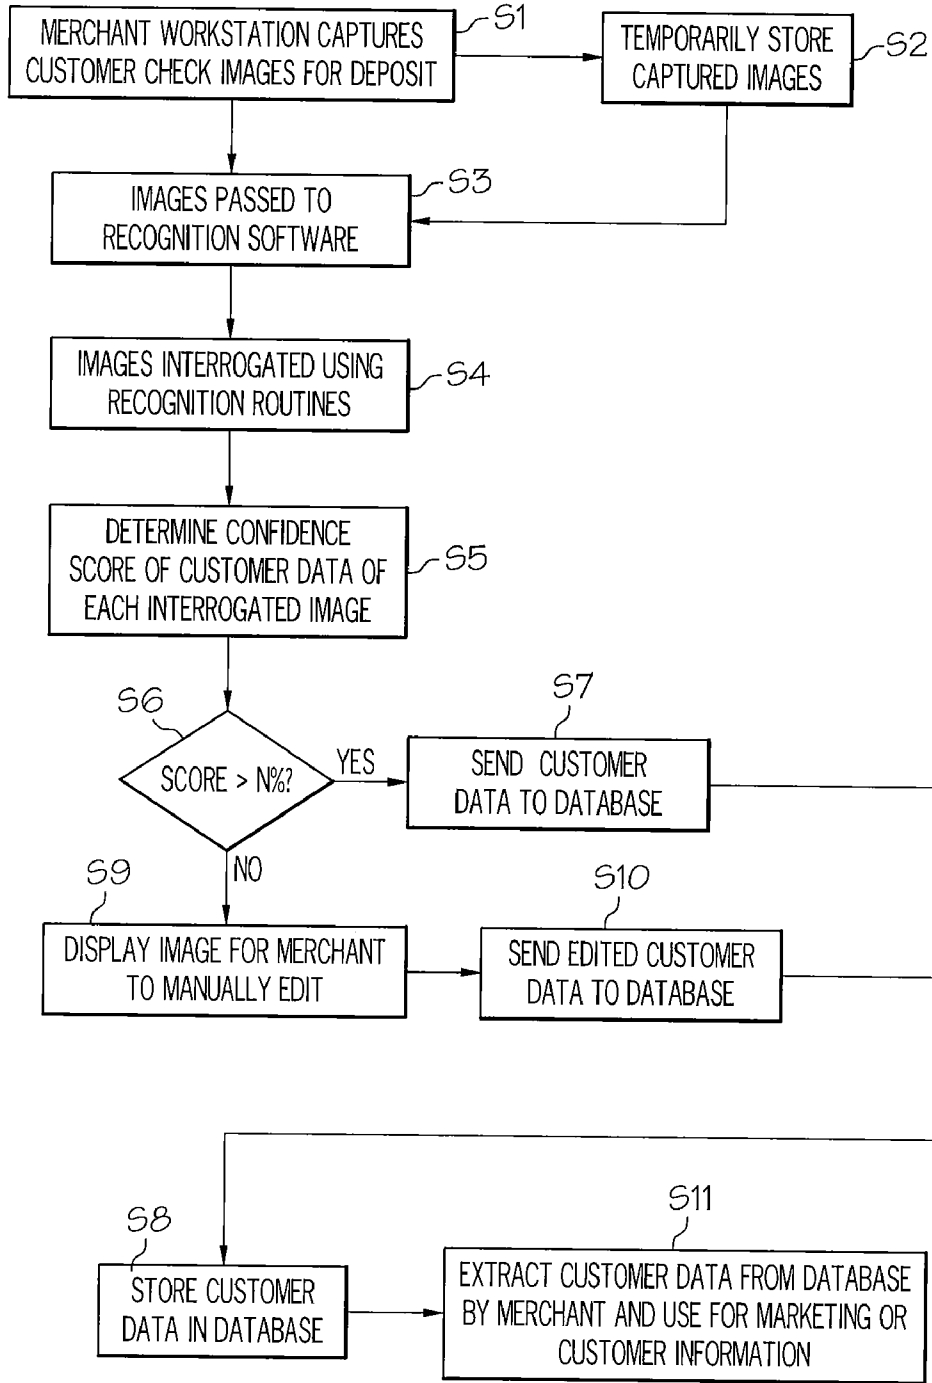 S1
MERCHANT WORKSTATION CAPTURES
CUSTOMER CHECK IMAGES FOR DEPOSIT
TEMPORARILY STORE
CAPTURED IMAGES
S2
S3
IMAGES PASSED TO
RECOGNITION SOFTWARE
IMAGES INTERROGATED USING
RECOGNITION ROUTINES
S4
DETERMINE CONFIDENCE
SCORE OF CUSTOMER DATA OF
EACH INTERROGATED IMAGE
S5
S6
SCORE > N%?
YES
S7
SEND CUSTOMER
DATA TO DATABASE
NO
S9
DISPLAY IMAGE FOR MERCHANT
TO MANUALLY EDIT
S10
SEND EDITED CUSTOMER
DATA TO DATABASE
S8
STORE CUSTOMER
DATA IN DATABASE
S11
EXTRACT CUSTOMER DATA FROM DATABASE
BY MERCHANT AND USE FOR MARKETING OR
CUSTOMER INFORMATION